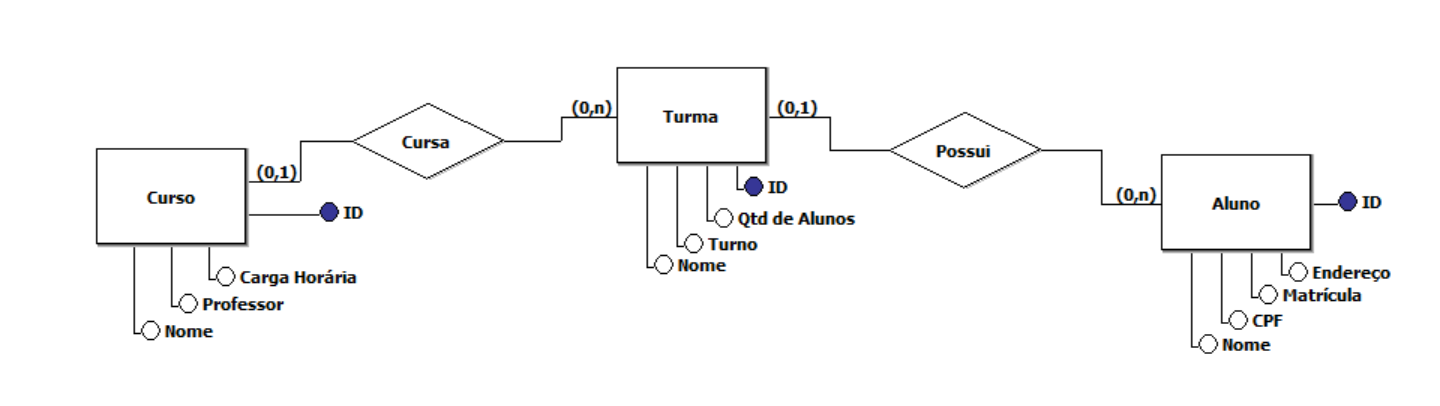 Curso
(0,1)
ID
Carga Horária
Professor
Nome
Cursa
(0,n)
Turma
(0,1)
ID
Qtd de Alunos
Turno
Nome
Possui
(0,n)
Aluno
ID
Endereço
Matrícula
CPF
Nome